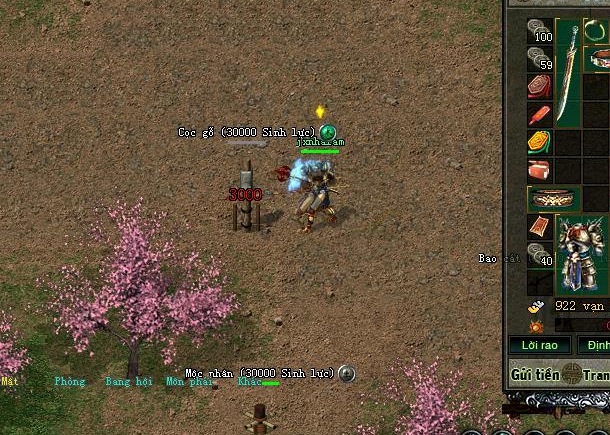 100
59
Cọc gỗ (30000 Sinh lực)
3000
Bao cát
40
922 vạn
Lời rao
Định
Gửi tiền
Tran
Mộc nhân (30000 Sinh lực)
Mật Phòng Bang hội Môn phái Khác